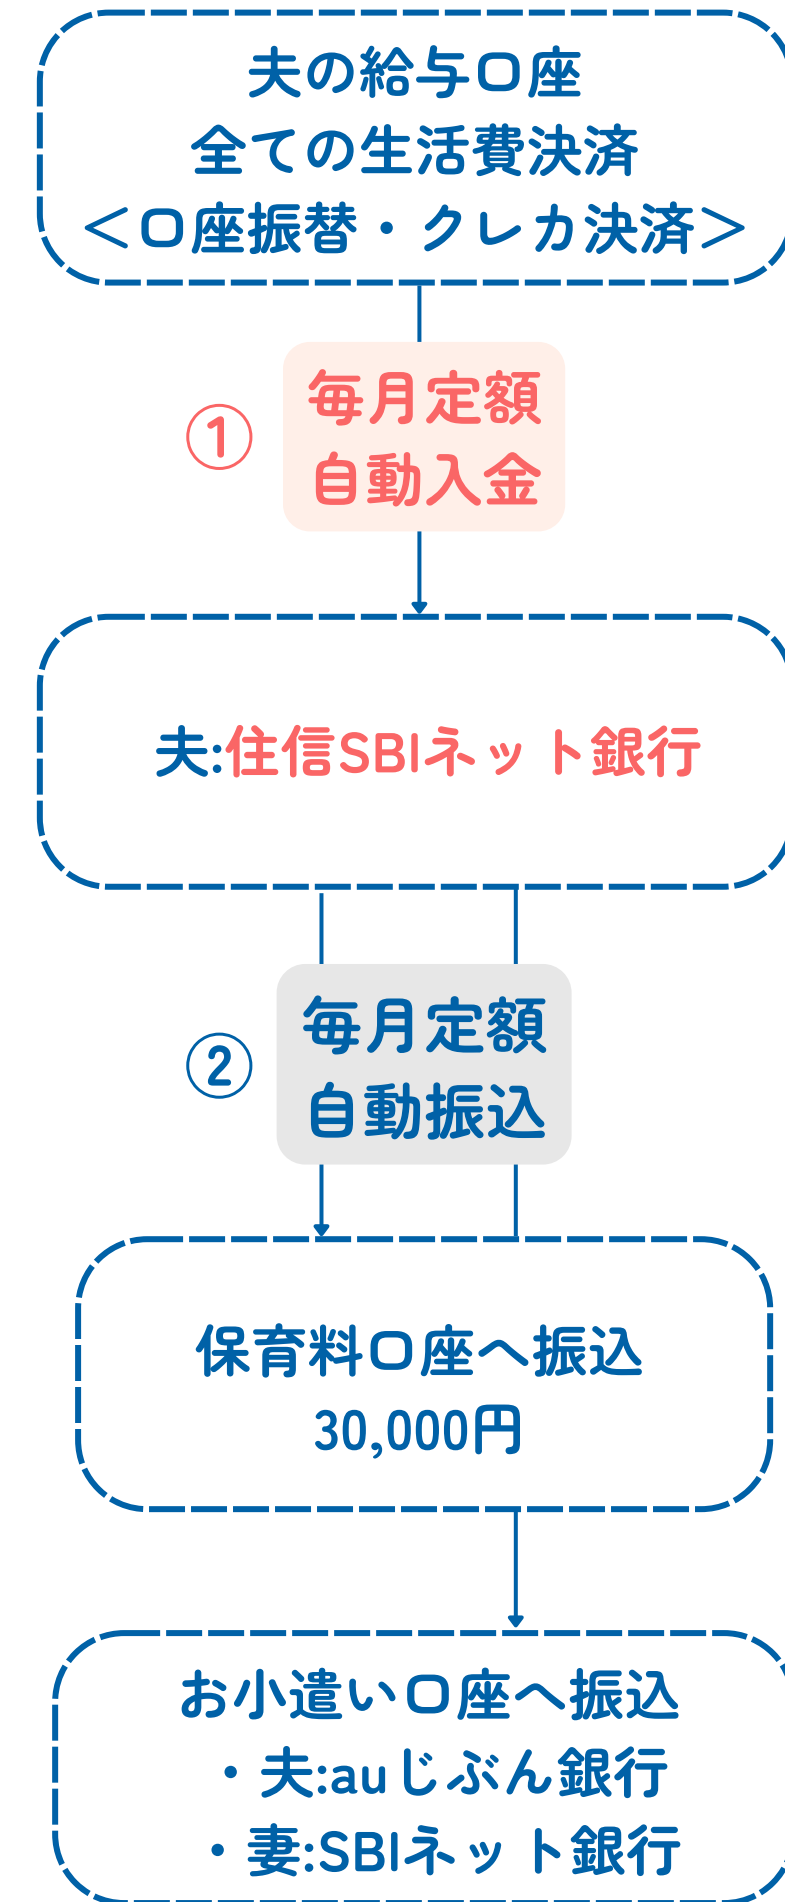 夫の給与口座
全ての生活費決済
＜口座振替・クレカ決済＞
①
毎月定額
自動入金
夫:住信SBIネット銀行
②
毎月定額
自動振込
保育料口座へ振込
30,000円
お小遣い口座へ振込
・夫:auじぶん銀行
・妻:SBIネット銀行